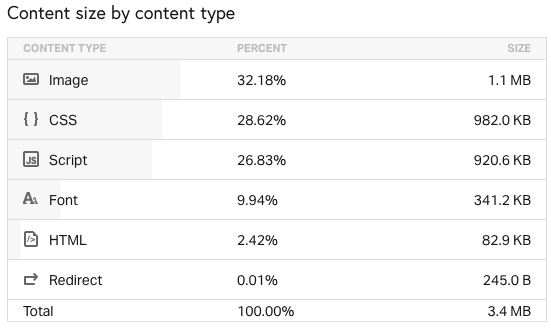 Content size by content type
CONTENT TYPE PERCENT SIZE
Image 32.18% 1.1 MB
{ } CSS 28.62% 982.0 KB
JS Script 26.83% 920.6 KB
AA Font 9.94% 341.2 KB
</> HTML 2.42% 82.9 KB
Redirect 0.01% 245.0 B
Total 100.00% 3.4 MB